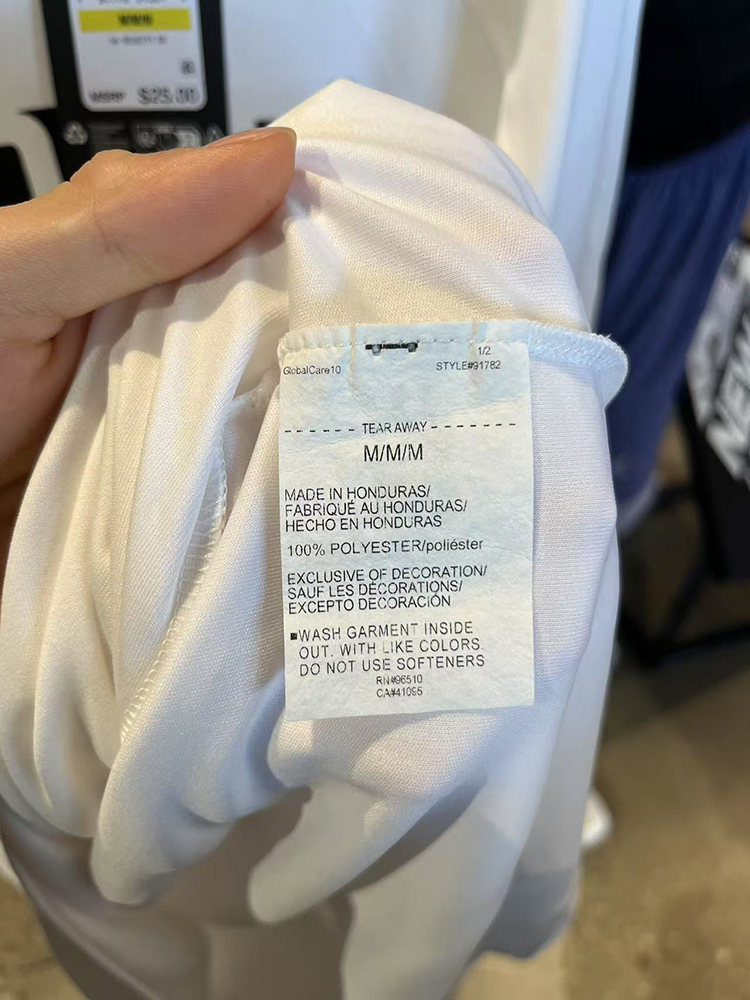 MSRP $25.00
GlobalCare10
1/2
STYLE#91782
TEAR AWAY
M/M/M
MADE IN HONDURAS/
FABRIQUÉ AU HONDURAS/
HECHO EN HONDURAS
100% POLYESTER/poliéster
EXCLUSIVE OF DECORATION/
SAUF LES DÉCORATIONS/
EXCEPTO DECORACIÓN
▪WASH GARMENT INSIDE
OUT. WITH LIKE COLORS.
DO NOT USE SOFTENERS
RN#96510
CA#41095